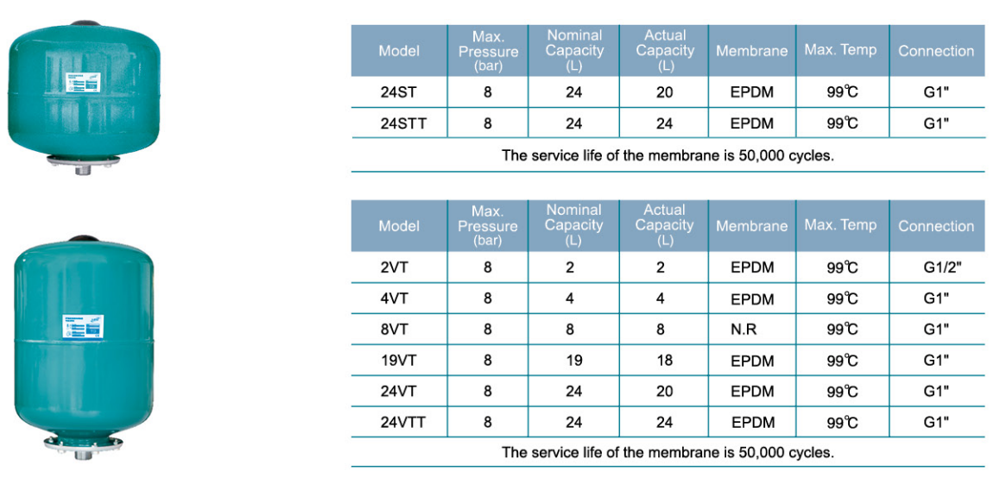 Model Max. Pressure (bar) Nominal Capacity (L) Actual Capacity (L) Membrane Max. Temp Connection
24ST 8 24 20 EPDM 99℃ G1"
24STT 8 24 24 EPDM 99℃ G1"
The service life of the membrane is 50,000 cycles.
Model Max. Pressure (bar) Nominal Capacity (L) Actual Capacity (L) Membrane Max. Temp Connection
2VT 8 2 2 EPDM 99℃ G1/2"
4VT 8 4 4 EPDM 99℃ G1"
8VT 8 8 8 N.R 99℃ G1"
19VT 8 19 18 EPDM 99℃ G1"
24VT 8 24 20 EPDM 99℃ G1"
24VTT 8 24 24 EPDM 99℃ G1"
The service life of the membrane is 50,000 cycles.